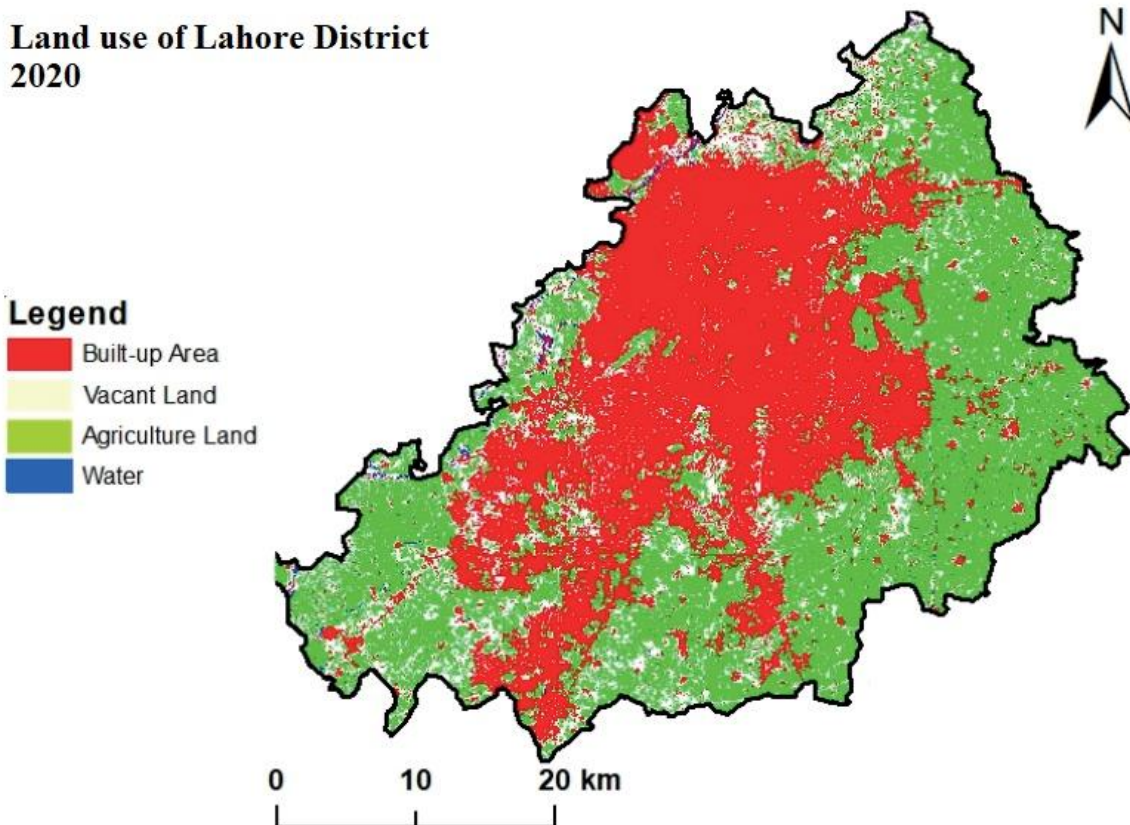 Land use of Lahore District
2020
N
Legend
Built-up Area
Vacant Land
Agriculture Land
Water
0 10 20 km